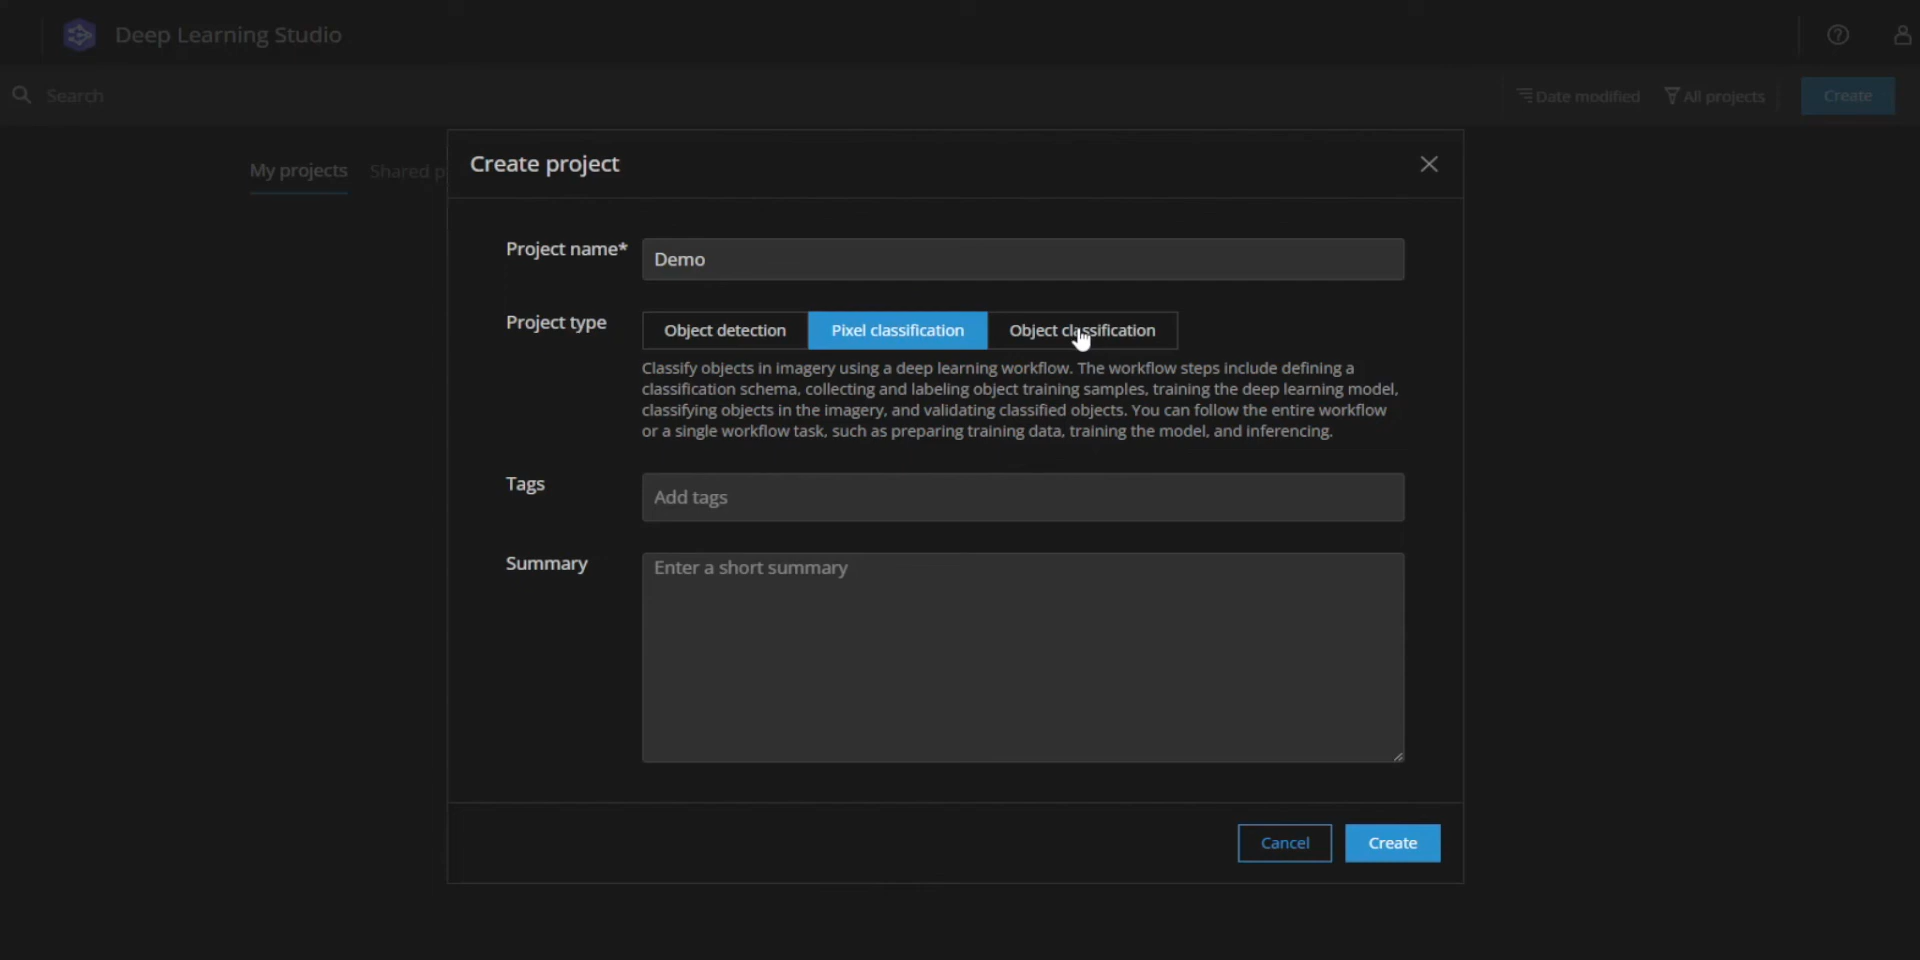 Deep Learning Studio
Search
Date modified
All projects
Create
My projects
Shared p
Create project
Project name*
Demo
Project type
Object detection
Pixel classification
Object classification
Classify objects in imagery using a deep learning workflow. The workflow steps include defining a
classification schema, collecting and labeling object training samples, training the deep learning model,
classifying objects in the imagery, and validating classified objects. You can follow the entire workflow
or a single workflow task, such as preparing training data, training the model, and inferencing.
Tags
Add tags
Summary
Enter a short summary
Cancel
Create